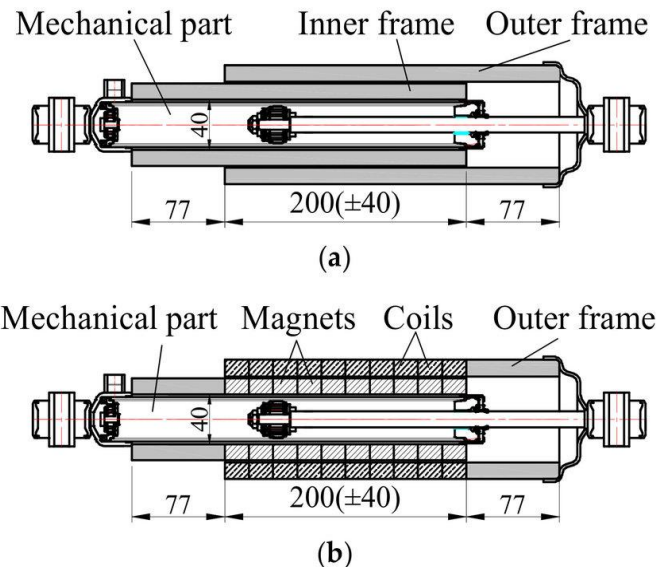 Mechanical part Inner frame Outer frame
40
77 200(±40) 77
(a)
Mechanical part Magnets Coils Outer frame
40
77 200(±40) 77
(b)